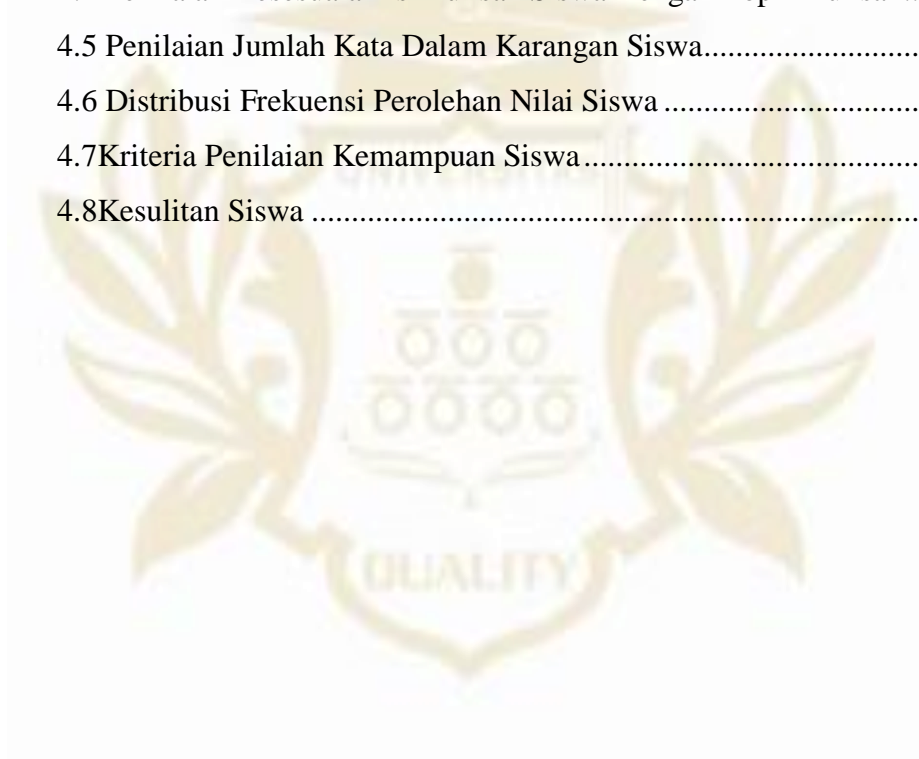 4.5 Penilaian Jumlah Kata Dalam Karangan Siswa...........................
4.6 Distribusi Frekuensi Perolehan Nilai Siswa ................................
4.7Kriteria Penilaian Kemampuan Siswa..........................................
4.8Kesulitan Siswa ............................................................................
UNIVERSITAS
QUALITY